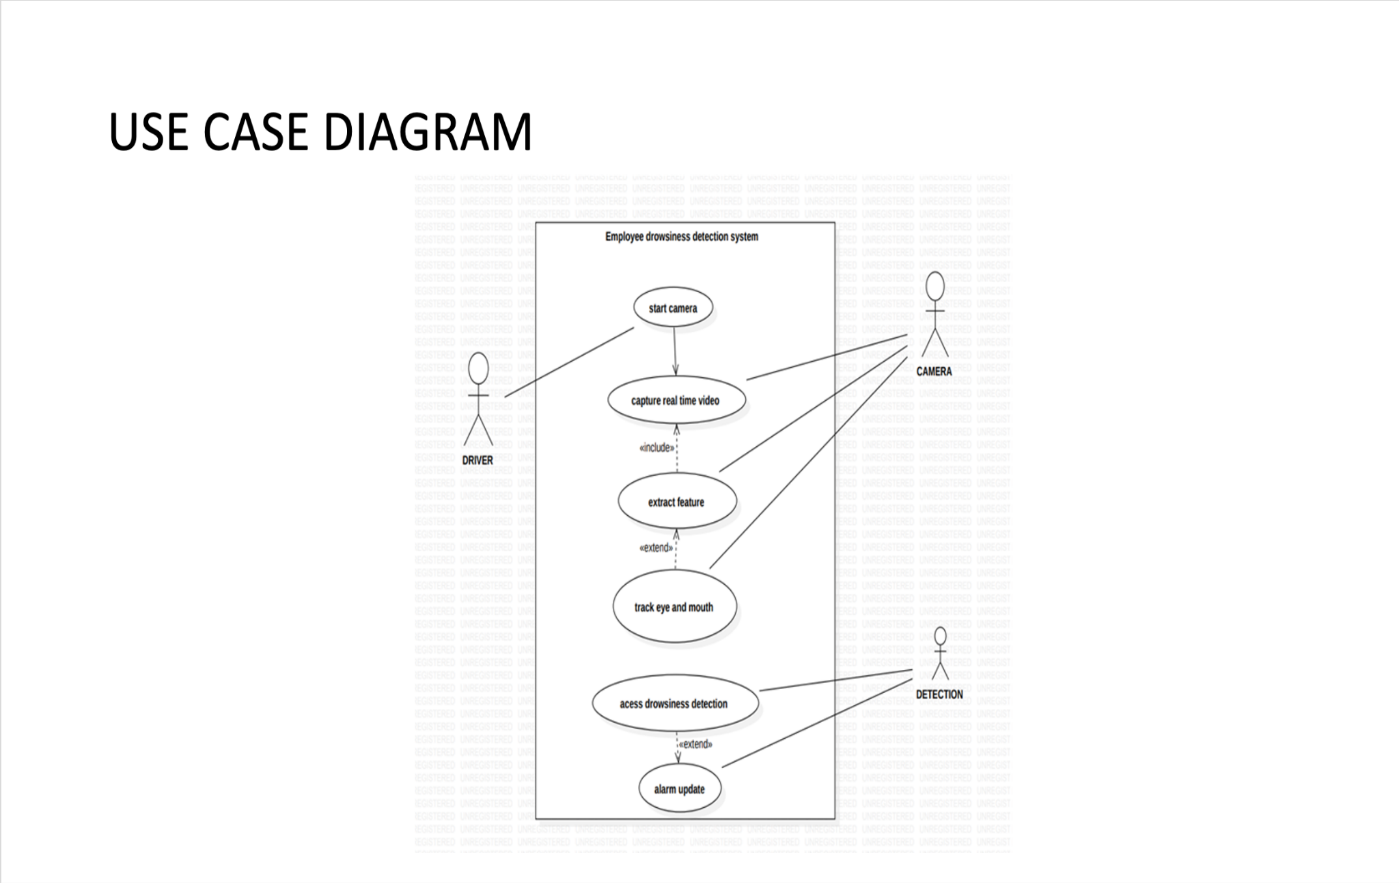 USE CASE DIAGRAM
Employee drowsiness detection system
start camera
CAMERA
capture real time video
DRIVER
«include»
extract feature
«extend»
track eye and mouth
DETECTION
acess drowsiness detection
«extend»
alarm update
UNREGISTERED